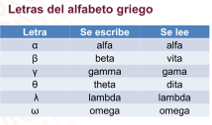 Letras del alfabeto griego
Letra Se escribe Se lee
α alfa alfa
β beta vita
γ gamma gama
θ theta dita
λ lambda lambda
ω omega omega